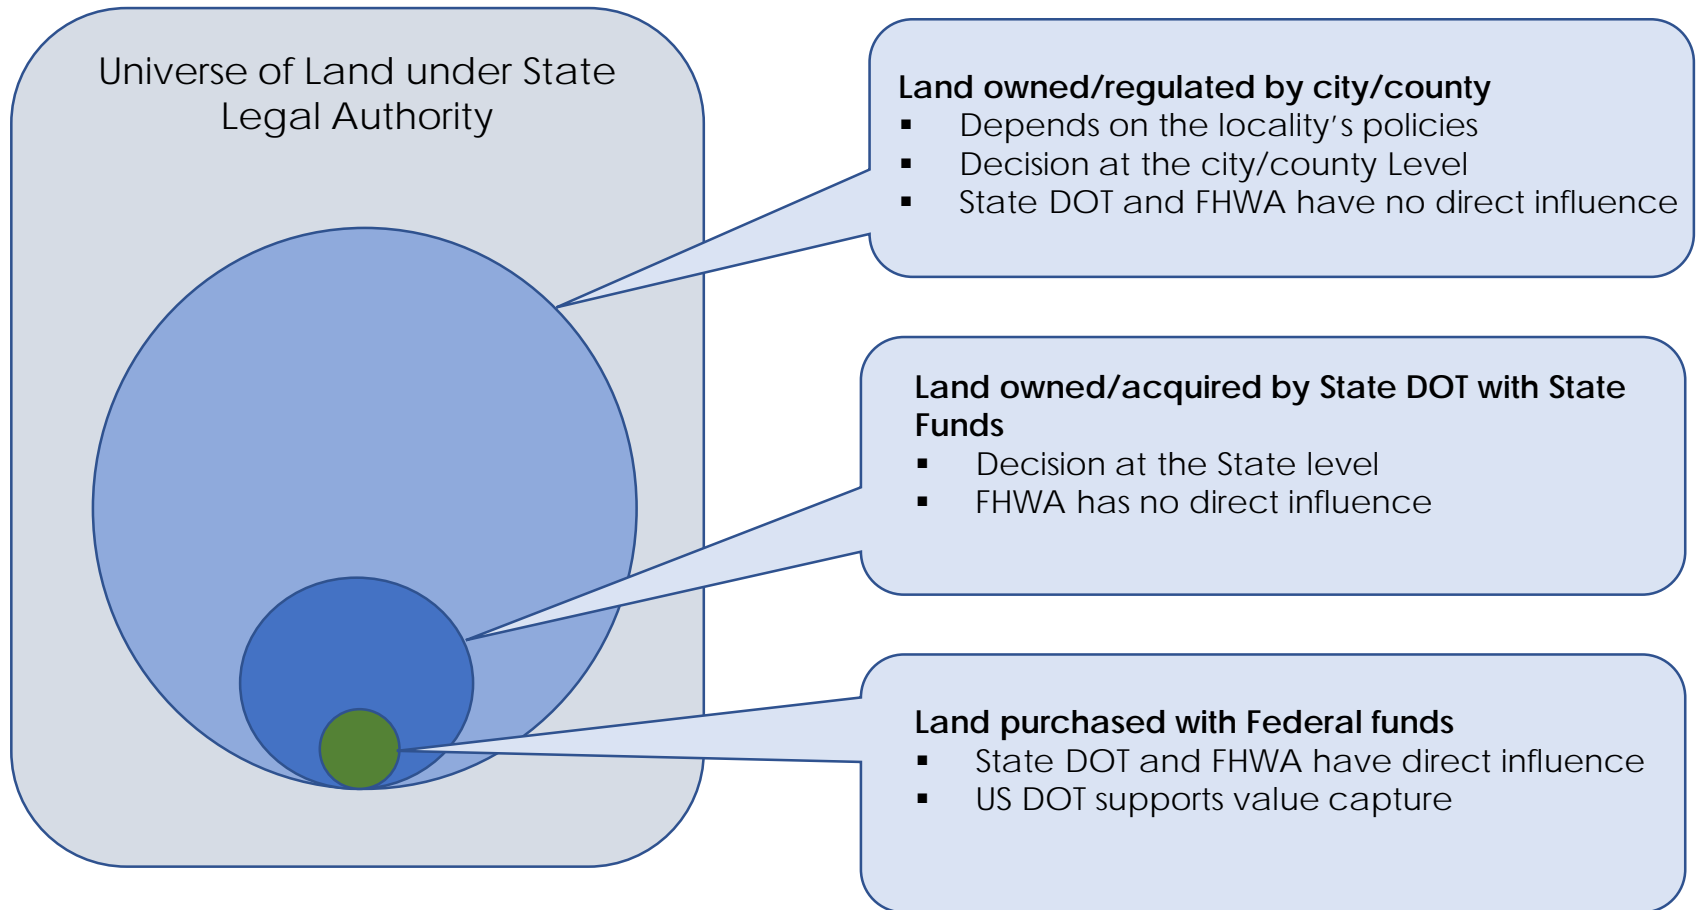 Universe of Land under State
Legal Authority
Land owned/regulated by city/county
▪ Depends on the locality’s policies
▪ Decision at the city/county Level
▪ State DOT and FHWA have no direct influence
Land owned/acquired by State DOT with State
Funds
▪ Decision at the State level
▪ FHWA has no direct influence
Land purchased with Federal funds
▪ State DOT and FHWA have direct influence
▪ US DOT supports value capture